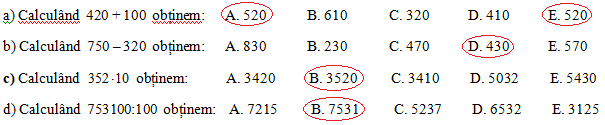 a) Calculând 420 + 100 obținem: A. 520 B. 610 C. 320 D. 410 E. 520
b) Calculând 750 – 320 obținem: A. 830 B. 230 C. 470 D. 430 E. 570
c) Calculând 352 · 10 obținem: A. 3420 B. 3520 C. 3410 D. 5032 E. 5430
d) Calculând 753100:100 obținem: A. 7215 B. 7531 C. 5237 D. 6532 E. 3125